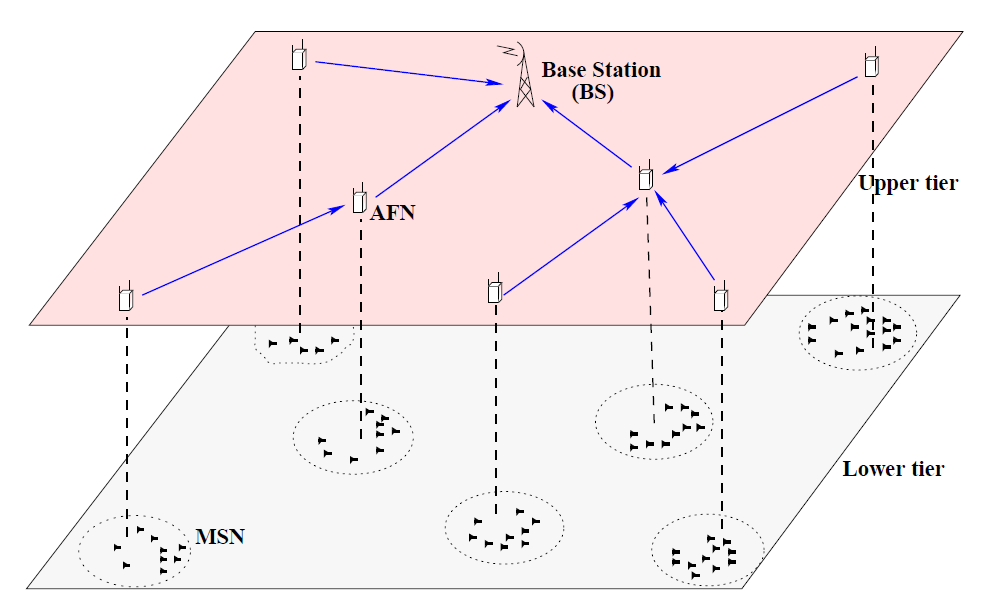 Base Station
(BS)
Upper tier
AFN
Lower tier
MSN